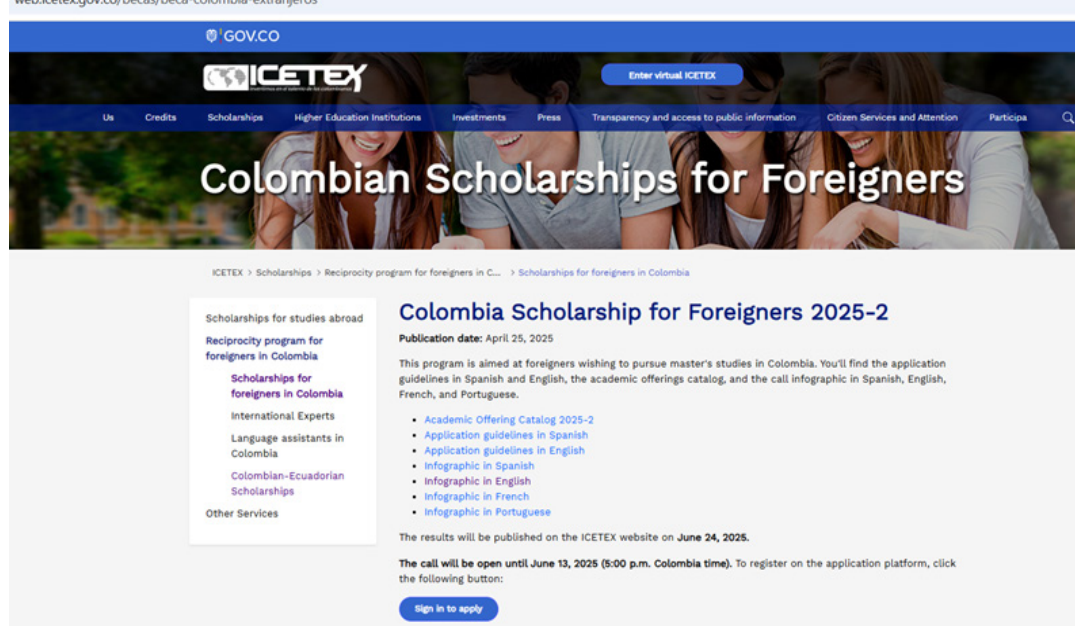 web.icetex.gov.co/becas/beca-colombia-extranjeros
GOV.CO
ICETEX
Enter virtual ICETEX
Us Credits Scholarships Higher Education Institutions Investments Press Transparency and access to public information Citizen Services and Attention Participa
Colombian Scholarships for Foreigners
ICETEX > Scholarships > Reciprocity program for foreigners in C... > Scholarships for foreigners in Colombia
Scholarships for studies abroad
Reciprocity program for
foreigners in Colombia
Scholarships for
foreigners in Colombia
International Experts
Language assistants in
Colombia
Colombian-Ecuadorian
Scholarships
Other Services
Colombia Scholarship for Foreigners 2025-2
Publication date: April 25, 2025
This program is aimed at foreigners wishing to pursue master's studies in Colombia. You'll find the application
guidelines in Spanish and English, the academic offerings catalog, and the call infographic in Spanish, English,
French, and Portuguese.
• Academic Offering Catalog 2025-2
• Application guidelines in Spanish
• Application guidelines in English
• Infographic in Spanish
• Infographic in English
• Infographic in French
• Infographic in Portuguese
The results will be published on the ICETEX website on June 24, 2025.
The call will be open until June 13, 2025 (5:00 p.m. Colombia time). To register on the application platform, click
the following button:
Sign in to apply